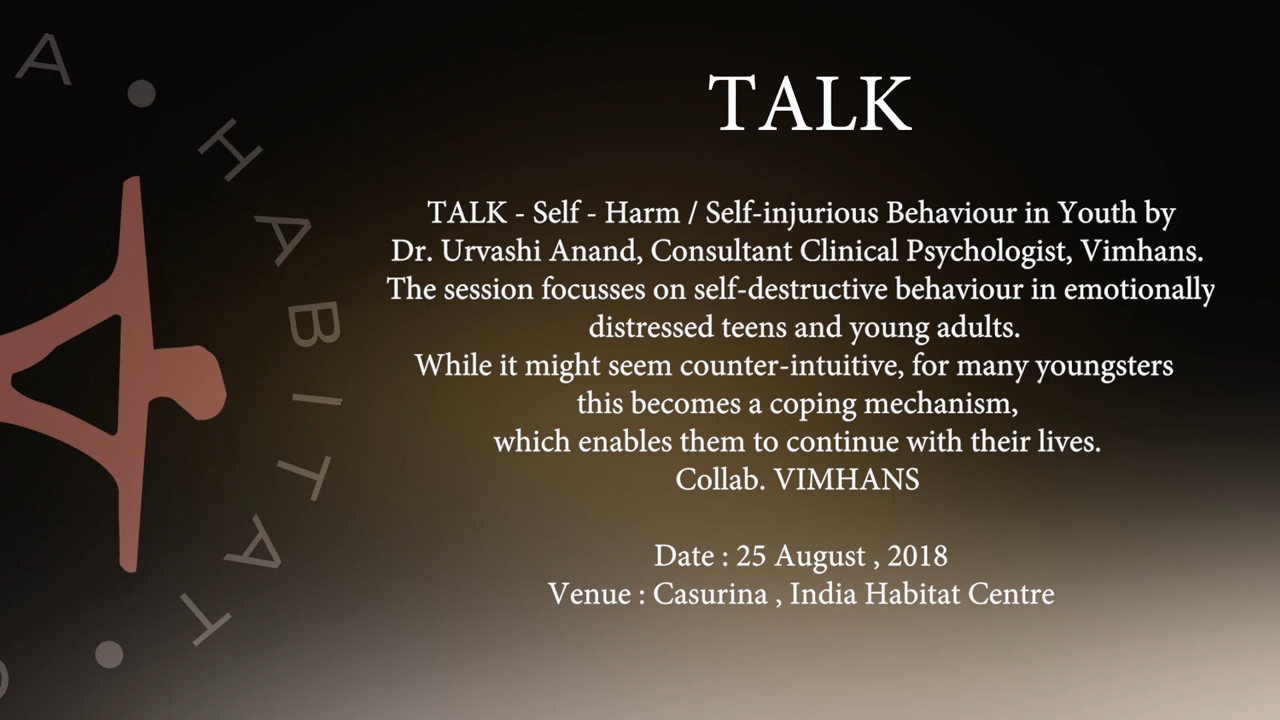 A • HABITAT •
TALK
TALK - Self - Harm / Self-injurious Behaviour in Youth by
Dr. Urvashi Anand, Consultant Clinical Psychologist, Vimhans.
The session focusses on self-destructive behaviour in emotionally
distressed teens and young adults.
While it might seem counter-intuitive, for many youngsters
this becomes a coping mechanism,
which enables them to continue with their lives.
Collab. VIMHANS
Date : 25 August , 2018
Venue : Casurina , India Habitat Centre